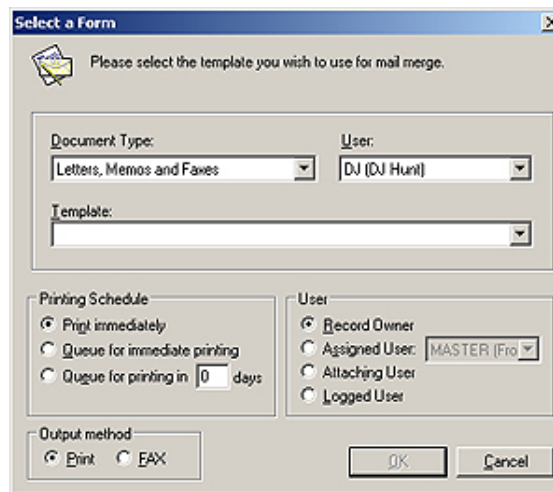 Select a Form
Please select the template you wish to use for mail merge.
Document Type:
User:
Letters, Memos and Faxes
DJ (DJ Hunt)
Template:
Printing Schedule
Print immediately
Queue for immediate printing
Queue for printing in 0 days
User
Record Owner
Assigned User: MASTER (Fro
Attaching User
Logged User
Output method
Print FAX
OK
Cancel